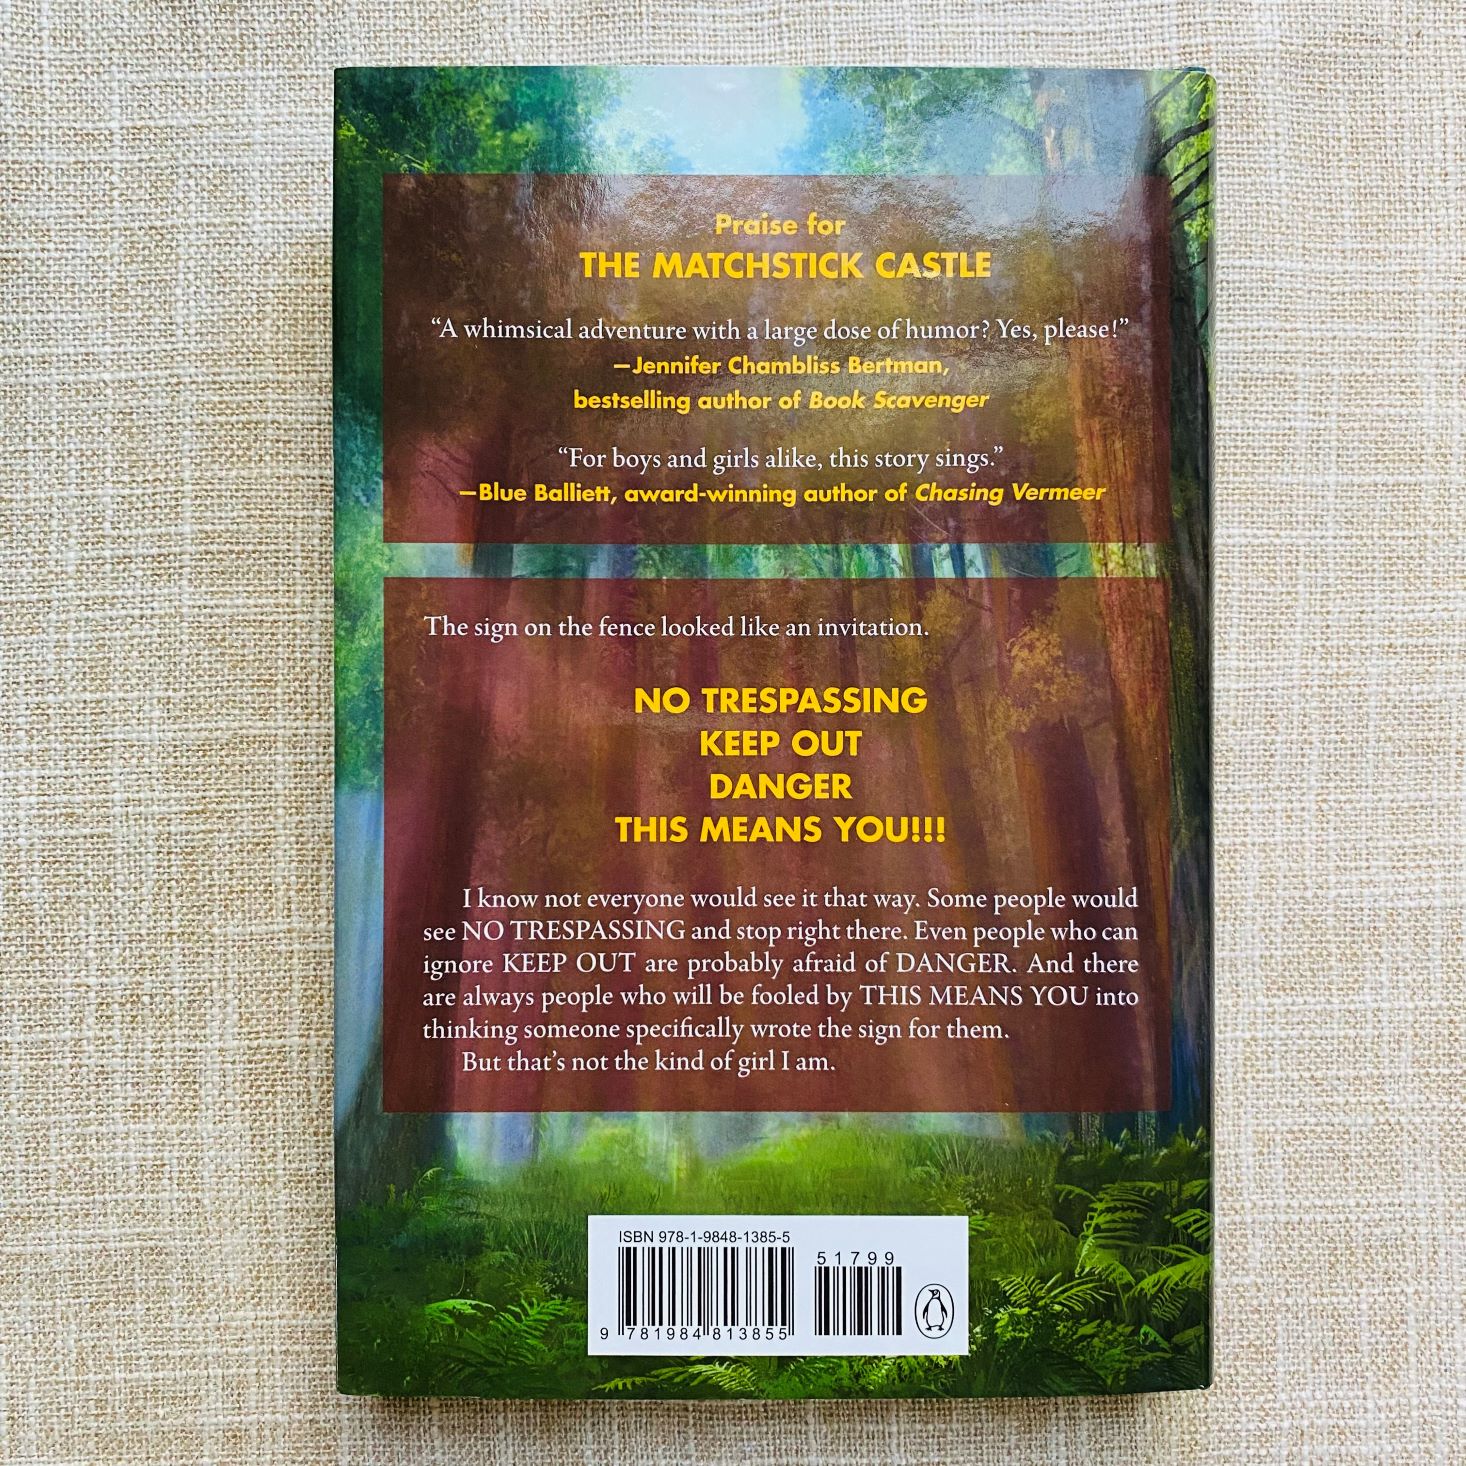 Praise for
THE MATCHSTICK CASTLE
“A whimsical adventure with a large dose of humor? Yes, please!”
—Jennifer Chambliss Bertman,
bestselling author of Book Scavenger
“For boys and girls alike, this story sings.”
—Blue Balliett, award-winning author of Chasing Vermeer
The sign on the fence looked like an invitation.
NO TRESPASSING
KEEP OUT
DANGER
THIS MEANS YOU!!!
I know not everyone would see it that way. Some people would
see NO TRESPASSING and stop right there. Even people who can
ignore KEEP OUT are probably afraid of DANGER. And there
are always people who will be fooled by THIS MEANS YOU into
thinking someone specifically wrote the sign for them.
But that’s not the kind of girl I am.
ISBN 978-1-9848-1385-5
51799
9 781984 813855